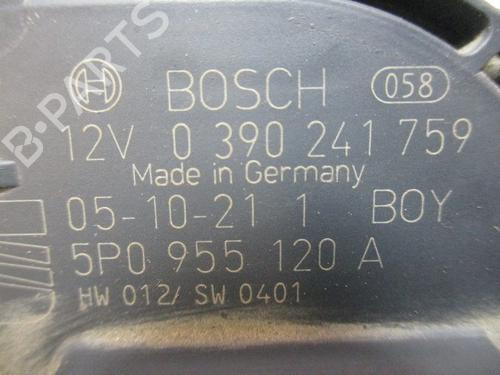 B-PARTS
BOSCH 058
12V 0 390 241 759
Made in Germany
05-10-21 1 BOY
5P0 955 120 A
HW 012/ SW 0401